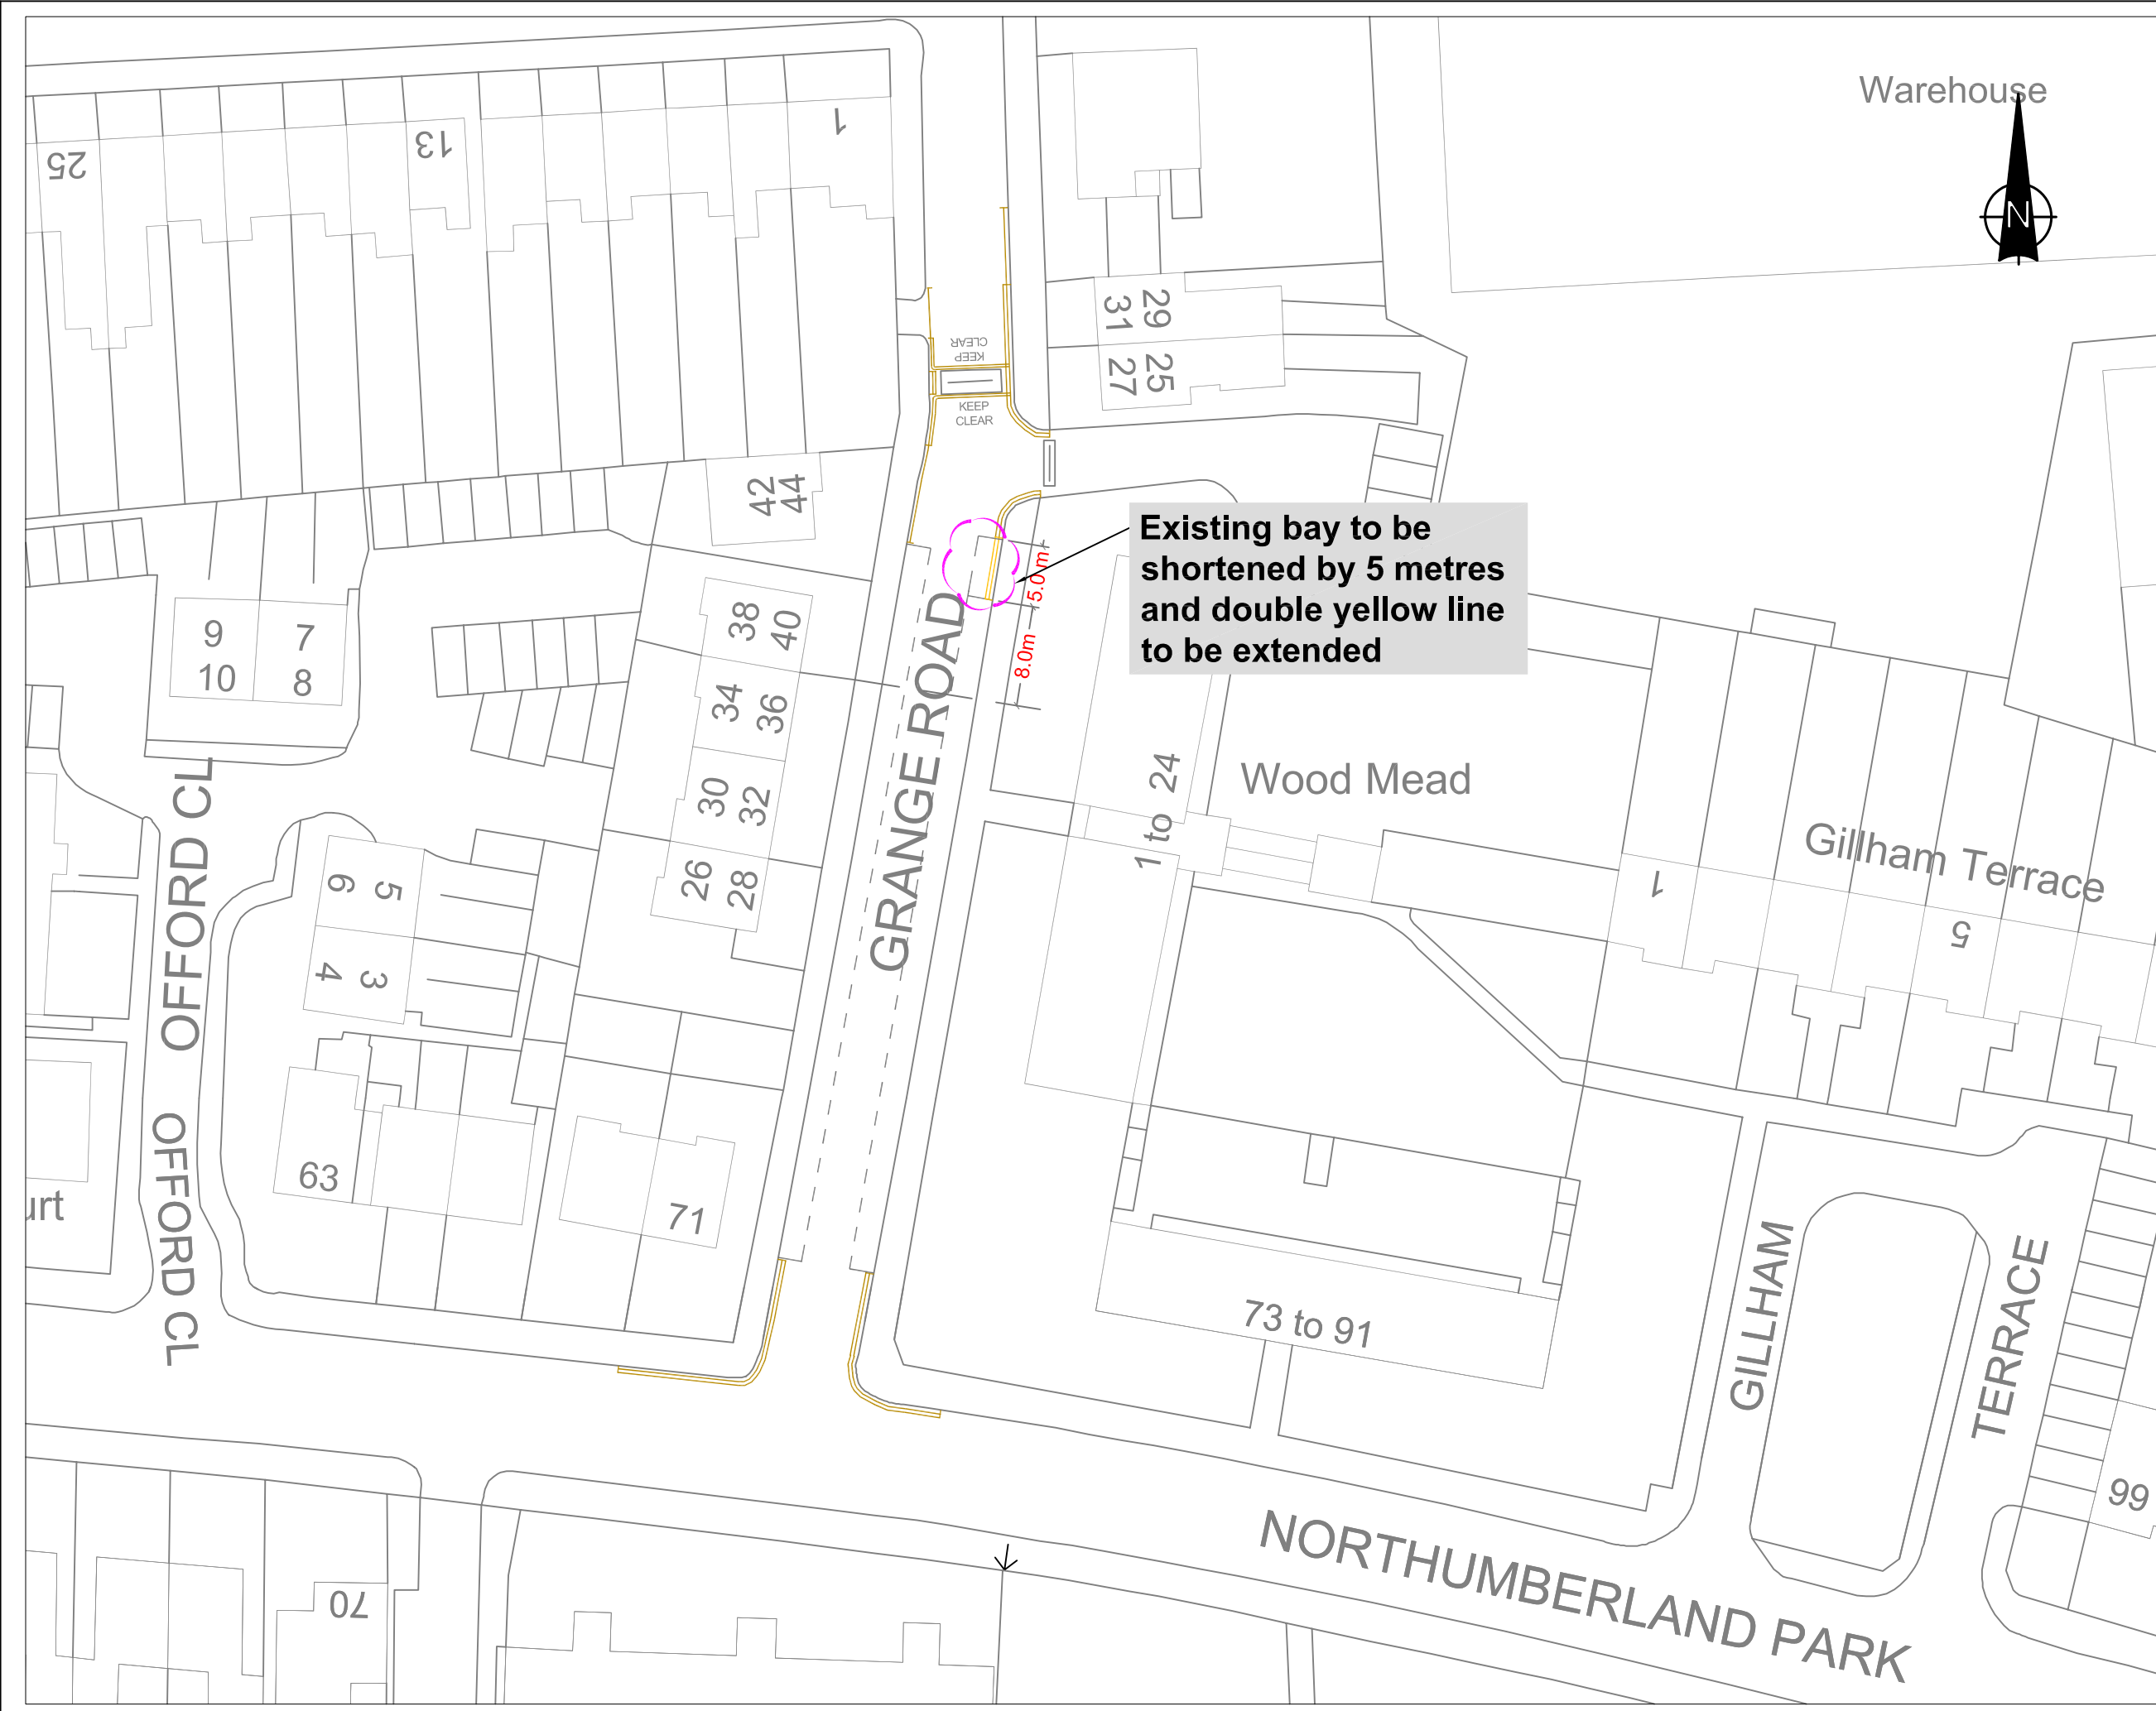 Warehouse
N
25
13
1
29
31
25
27
KEEP
CLEAR
KEEP
CLEAR
42
44
Existing bay to be
shortened by 5 metres
and double yellow line
to be extended
5.0 m
8.0m
38
40
34
36
30
32
26
28
9
7
10
8
GRANGE ROAD
OFFORD CL
OFFORD CL
Wood Mead
1 to 24
Gillham Terrace
1
5
5
6
3
4
63
71
urt
73 to 91
GILLHAM
TERRACE
99
NORTHUMBERLAND PARK
70